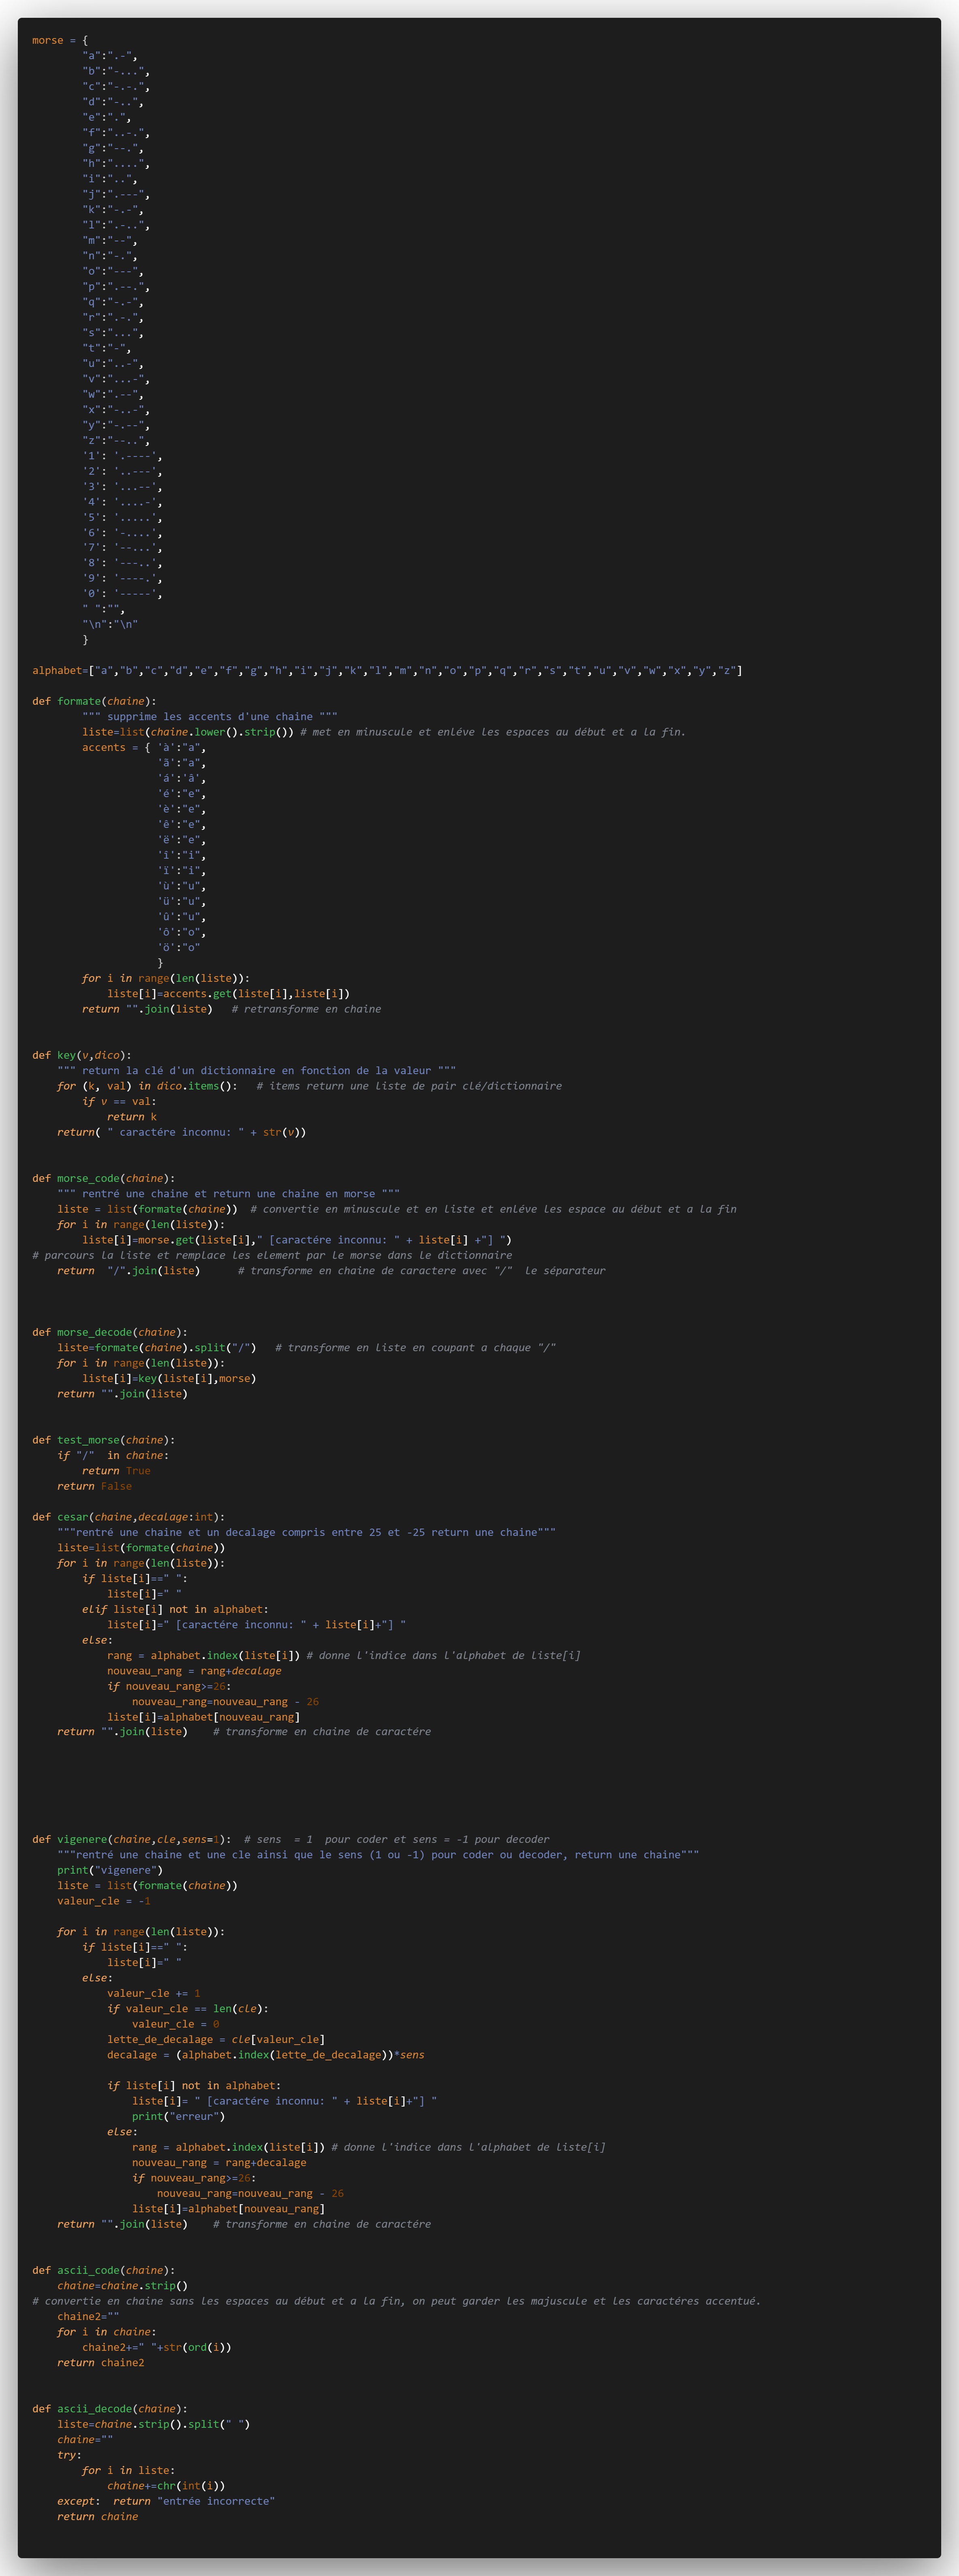 morse = {
        "a":".-",
        "b":"-...",
        "c":"-.-.",
        "d":"-..",
        "e":".",
        "f":"..-.",
        "g":"--.",
        "h":"....",
        "i":"..",
        "j":".---",
        "k":"-.-",
        "l":".-..",
        "m":"--",
        "n":"-.",
        "o":"---",
        "p":".--.",
        "q":"-.-",
        "r":".-.",
        "s":"...",
        "t":"-",
        "u":"..-",
        "v":"...-",
        "w":".--",
        "x":"-..-",
        "y":"-.--",
        "z":"--..",
        '1': '.----',
        '2': '..---',
        '3': '...--',
        '4': '....-',
        '5': '.....',
        '6': '-....',
        '7': '--...',
        '8': '---..',
        '9': '----.',
        '0': '-----',
        " ":"",
        "\n":"\n"
        }
alphabet=["a","b","c","d","e","f","g","h","i","j","k","l","m","n","o","p","q","r","s","t","u","v","w","x","y","z"]
def formate(chaine):
        """ supprime les accents d'une chaine """
        liste=list(chaine.lower().strip()) # met en minuscule et enléve les espaces au début et a la fin.
        accents = { 'à':"a",
                    'ã':"a",
                    'á':'â',
                    'é':"e",
                    'è':"e",
                    'ê':"e",
                    'ë':"e",
                    'î':"i",
                    'ï':"i",
                    'ù':"u",
                    'ü':"u",
                    'û':"u",
                    'ô':"o",
                    'ö':"o"
                    }
        for i in range(len(liste)):
            liste[i]=accents.get(liste[i],liste[i])
        return "".join(liste)   # retransforme en chaine
def key(v,dico):
    """ return la clé d'un dictionnaire en fonction de la valeur """
    for (k, val) in dico.items():   # items return une liste de pair clé/dictionnaire
        if v == val:
            return k
    return( " caractére inconnu: " + str(v))
def morse_code(chaine):
    """ rentré une chaine et return une chaine en morse """
    liste = list(formate(chaine))  # convertie en minuscule et en liste et enléve les espace au début et a la fin
    for i in range(len(liste)):
        liste[i]=morse.get(liste[i]," [caractére inconnu: " + liste[i] +"] ")
# parcours la liste et remplace les element par le morse dans le dictionnaire
    return  "/".join(liste)      # transforme en chaine de caractere avec "/"  le séparateur
def morse_decode(chaine):
    liste=formate(chaine).split("/")   # transforme en liste en coupant a chaque "/"
    for i in range(len(liste)):
        liste[i]=key(liste[i],morse)
    return "".join(liste)
def test_morse(chaine):
    if "/"  in chaine:
        return True
    return False
def cesar(chaine,decalage:int):
    """rentré une chaine et un decalage compris entre 25 et -25 return une chaine"""
    liste=list(formate(chaine))
    for i in range(len(liste)):
        if liste[i]==" ":
            liste[i]=" "
        elif liste[i] not in alphabet:
            liste[i]=" [caractére inconnu: " + liste[i]+"] "
        else:
            rang = alphabet.index(liste[i]) # donne l'indice dans l'alphabet de liste[i]
            nouveau_rang = rang+decalage
            if nouveau_rang>=26:
                nouveau_rang=nouveau_rang - 26
            liste[i]=alphabet[nouveau_rang]
    return "".join(liste)    # transforme en chaine de caractére
def vigenere(chaine,cle,sens=1):  # sens  = 1  pour coder et sens = -1 pour decoder
    """rentré une chaine et une cle ainsi que le sens (1 ou -1) pour coder ou decoder, return une chaine"""
    print("vigenere")
    liste = list(formate(chaine))
    valeur_cle = -1
    for i in range(len(liste)):
        if liste[i]==" ":
            liste[i]=" "
        else:
            valeur_cle += 1
            if valeur_cle == len(cle):
                valeur_cle = 0
            lette_de_decalage = cle[valeur_cle]
            decalage = (alphabet.index(lette_de_decalage))*sens
            if liste[i] not in alphabet:
                liste[i]= " [caractére inconnu: " + liste[i]+"] "
                print("erreur")
            else:
                rang = alphabet.index(liste[i]) # donne l'indice dans l'alphabet de liste[i]
                nouveau_rang = rang+decalage
                if nouveau_rang>=26:
                    nouveau_rang=nouveau_rang - 26
                liste[i]=alphabet[nouveau_rang]
    return "".join(liste)    # transforme en chaine de caractére
def ascii_code(chaine):
    chaine=chaine.strip()
# convertie en chaine sans les espaces au début et a la fin, on peut garder les majuscule et les caractéres accentué.
    chaine2=""
    for i in chaine:
        chaine2+=" "+str(ord(i))
    return chaine2
def ascii_decode(chaine):
    liste=chaine.strip().split(" ")
    chaine=""
    try:
        for i in liste:
            chaine+=chr(int(i))
    except:  return "entrée incorrecte"
    return chaine